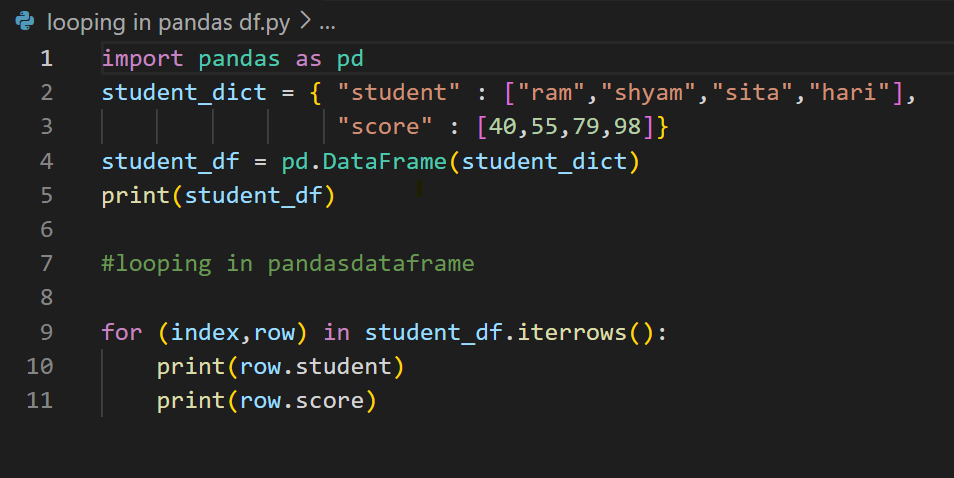 looping in pandas df.py > ...
1 import pandas as pd
2 student_dict = { "student" : ["ram","shyam","sita","hari"],
3                  "score" : [40,55,79,98]}
4 student_df = pd.DataFrame(student_dict)
5 print(student_df)
6
7 #looping in pandasdataframe
8
9 for (index,row) in student_df.iterrows():
10     print(row.student)
11     print(row.score)